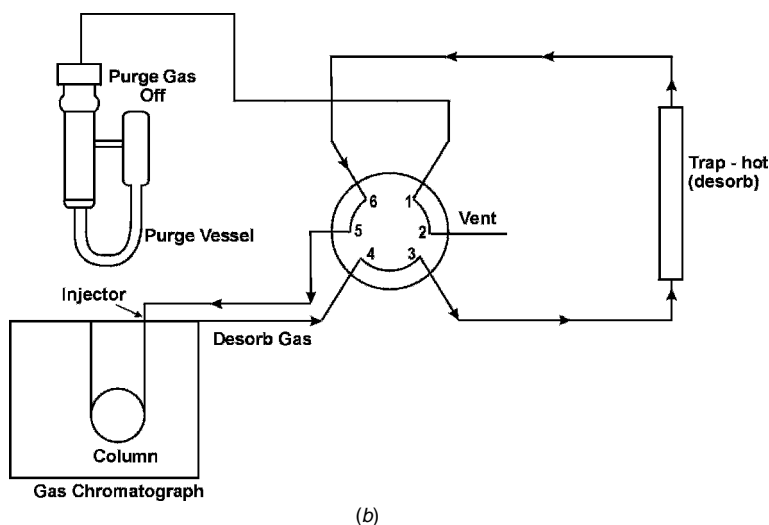 Purge Gas
Off
Trap - hot
(desorb)
6
1
Vent
5
2
Purge Vessel
4
3
Injector
Desorb Gas
Column
Gas Chromatograph
(b)